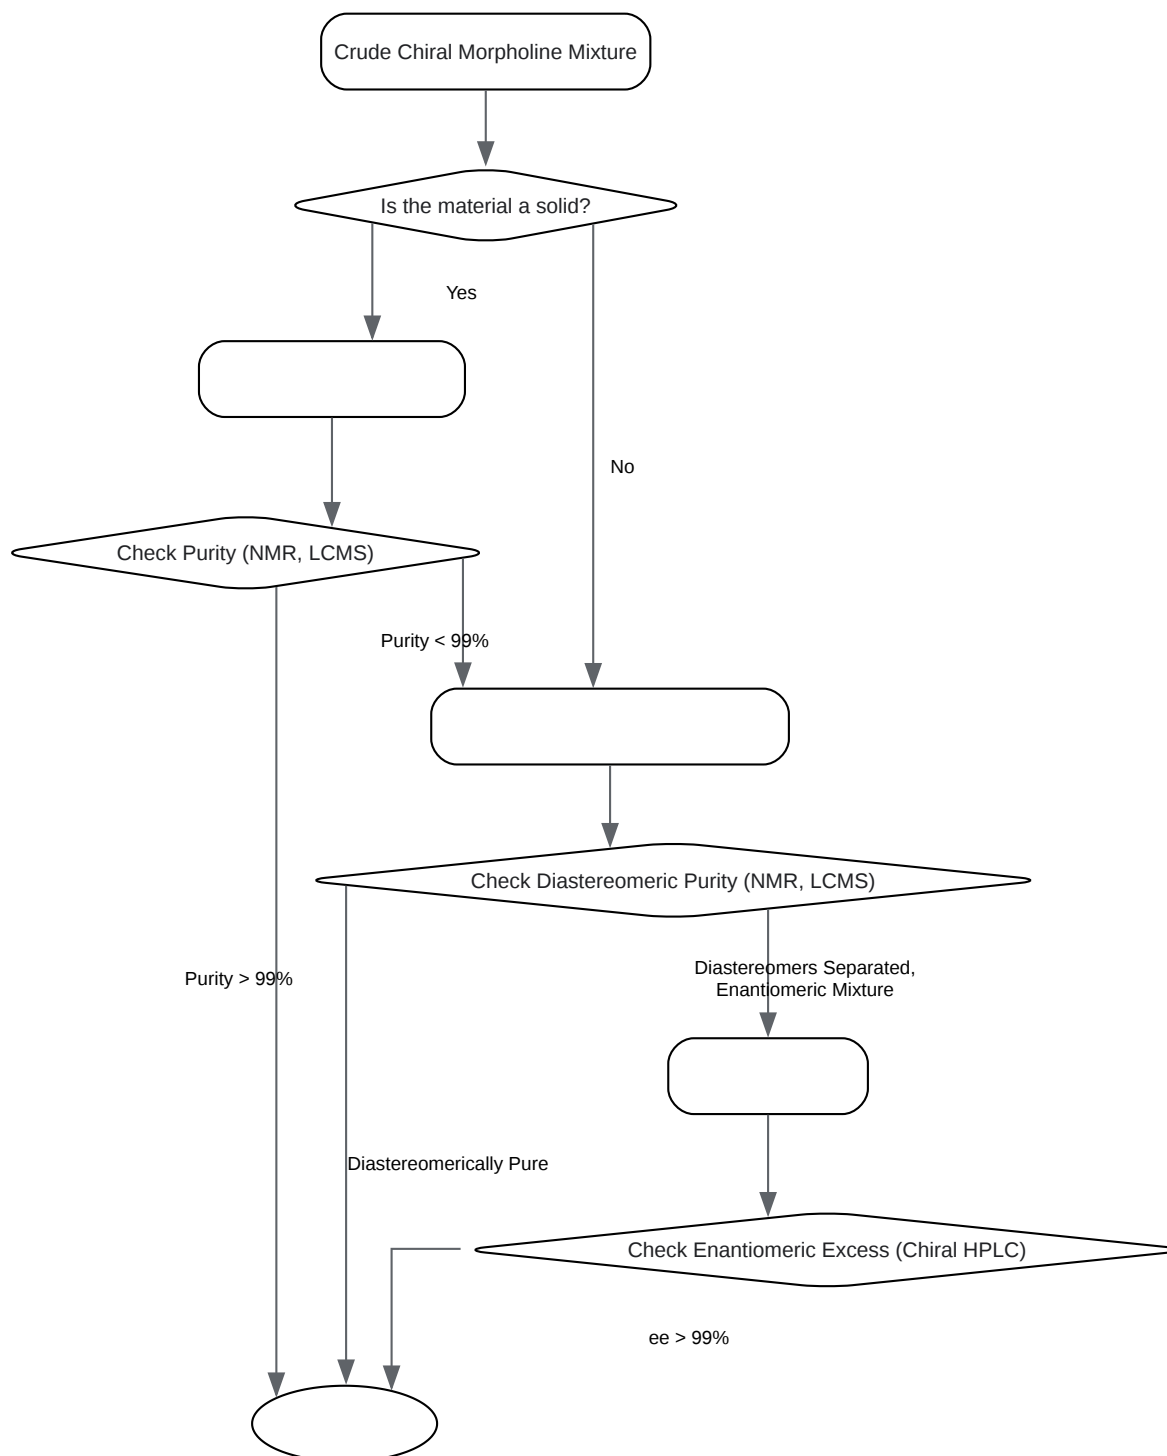 Crude Chiral Morpholine Mixture
Is the material a solid?
Yes
No
Check Purity (NMR, LCMS)
Purity < 99%
Check Diastereomeric Purity (NMR, LCMS)
Purity > 99%
Diastereomers Separated,
Enantiomeric Mixture
Diastereomerically Pure
Check Enantiomeric Excess (Chiral HPLC)
ee > 99%